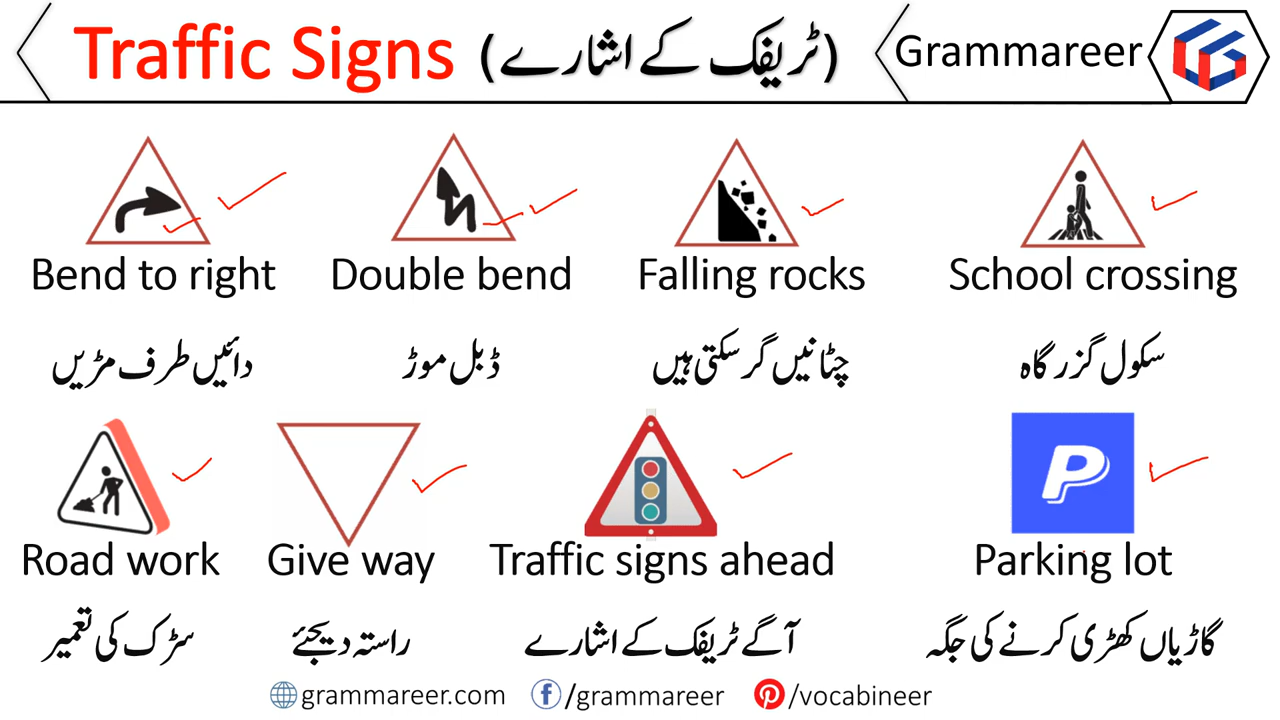 Traffic Signs (ٹریفک کے اشارے) Grammareer
Bend to right Double bend Falling rocks School crossing
دائیں طرف مڑیں ڈبل موڑ چٹانیں گر سکتی ہیں سکول گزر گاہ
P
Road work Give way Traffic signs ahead Parking lot
سڑک کی تعمیر راستہ دیجئے آگے ٹریفک کے اشارے گاڑیاں کھڑی کرنے کی جگہ
grammareer.com /grammareer /vocabineer